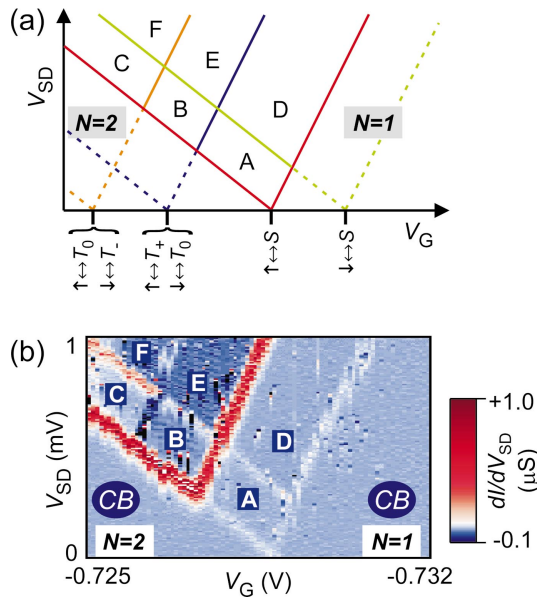 (a)
V_SD
F
C
E
B
D
N=2
N=1
A
↑↔T_0
↓↔T_-
↑↔T_+
↓↔T_0
↑↔S
↓↔S
V_G
(b)
1
F
C
E
B
D
A
V_SD (mV)
CB
CB
N=2
N=1
0
-0.725
V_G (V)
-0.732
+1.0
-0.1
dI/dV_SD
(μS)